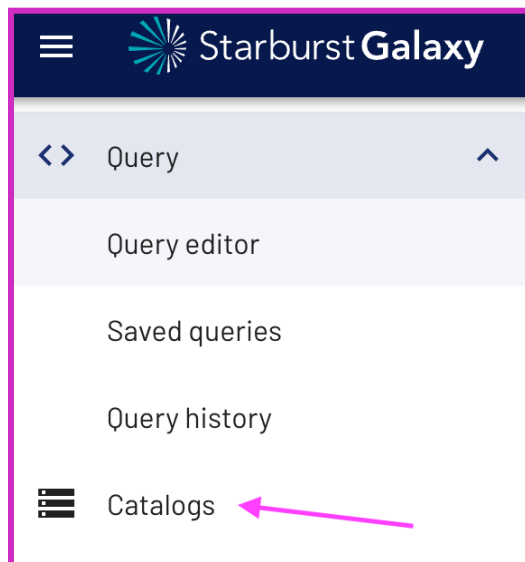 Starburst Galaxy
Query
Query editor
Saved queries
Query history
Catalogs